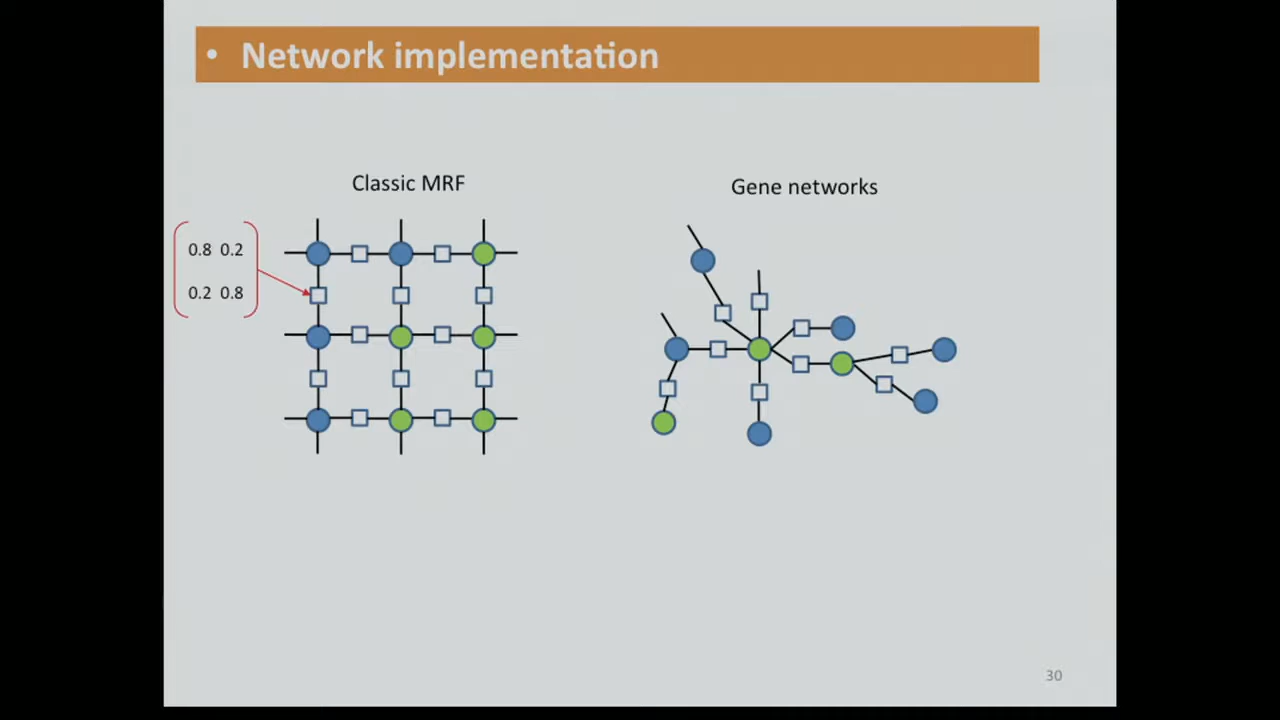 • Network implementation
Classic MRF
Gene networks
0.8 0.2
0.2 0.8
30